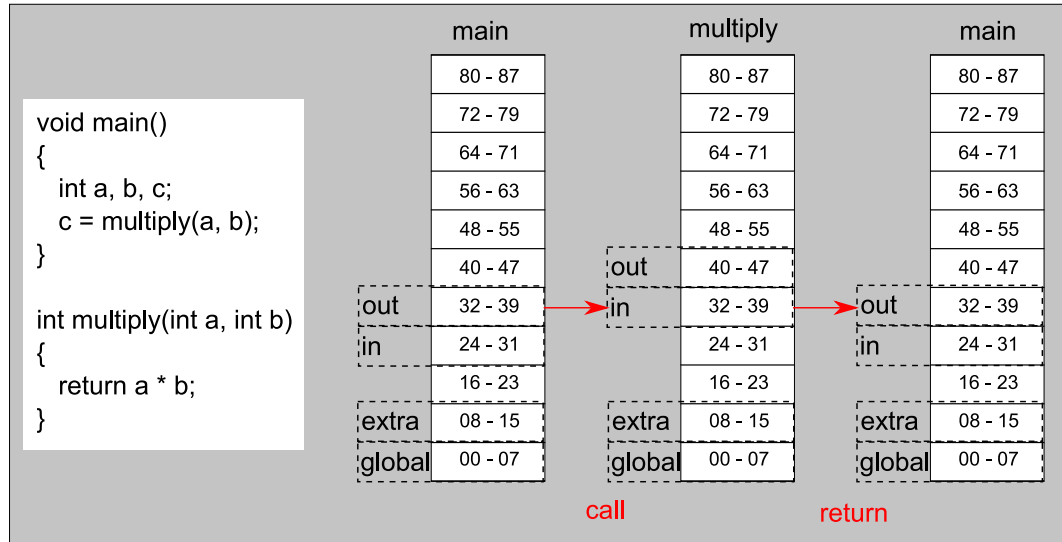 void main()
{
int a, b, c;
c = multiply(a, b);
}
int multiply(int a, int b)
{
return a * b;
}
main
80 - 87
72 - 79
64 - 71
56 - 63
48 - 55
40 - 47
out 32 - 39
in 24 - 31
16 - 23
extra 08 - 15
global 00 - 07
call
multiply
80 - 87
72 - 79
64 - 71
56 - 63
48 - 55
out 40 - 47
in 32 - 39
24 - 31
16 - 23
extra 08 - 15
global 00 - 07
return
main
80 - 87
72 - 79
64 - 71
56 - 63
48 - 55
40 - 47
out 32 - 39
in 24 - 31
16 - 23
extra 08 - 15
global 00 - 07